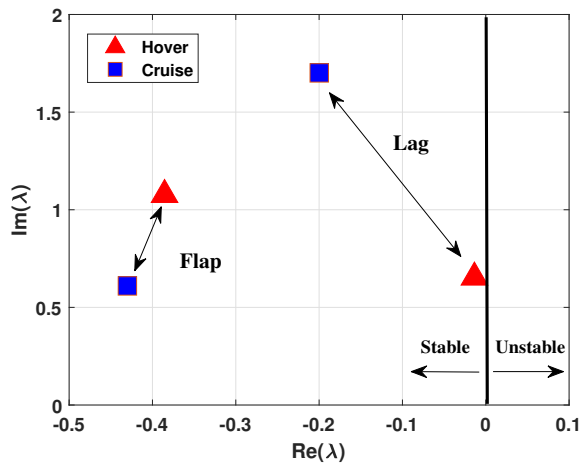 Hover
Cruise
Lag
Flap
Stable
Unstable
2
1.5
1
0.5
0
-0.5
-0.4
-0.3
-0.2
-0.1
0
0.1
Im(λ)
Re(λ)